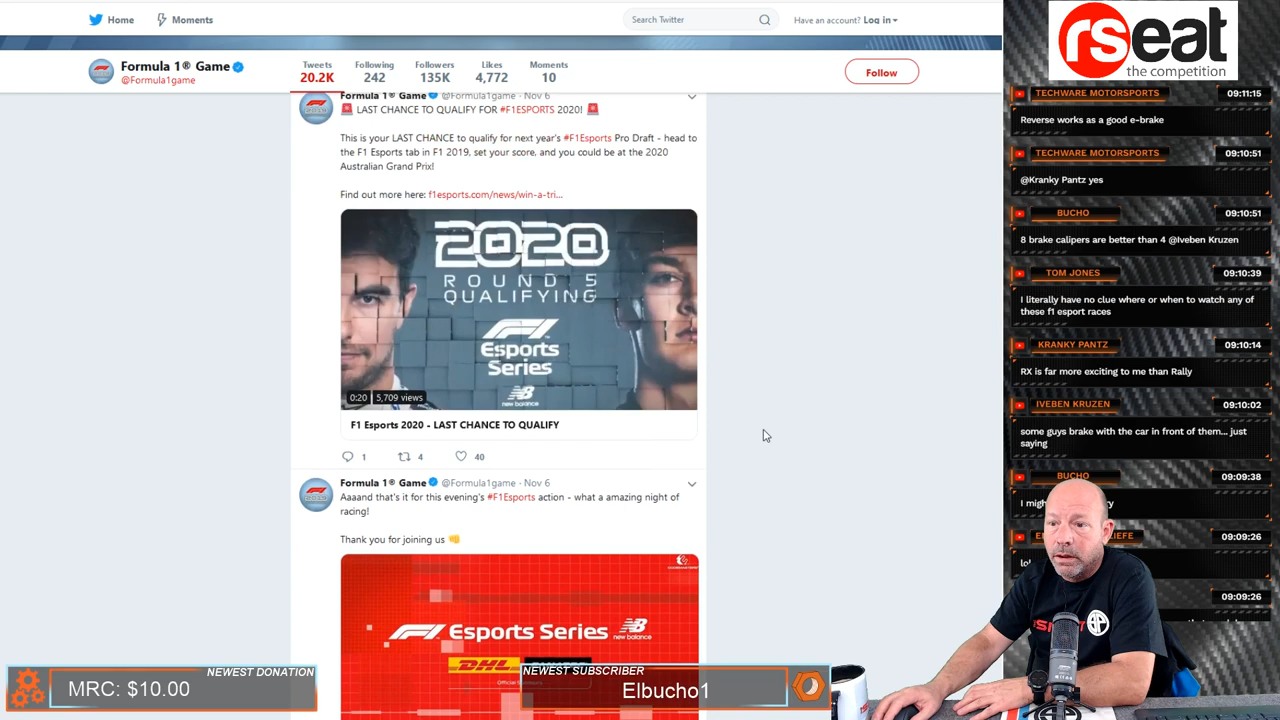 Home
Moments
Search Twitter
Have an account? Log in
Formula 1® Game
@Formula1game
Tweets
20.2K
Following
242
Followers
135K
Likes
4,772
Moments
10
Follow
Formula 1® Game @Formula1game · Nov 6
LAST CHANCE TO QUALIFY FOR #F1ESPORTS 2020!
This is your LAST CHANCE to qualify for next year's #F1Esports Pro Draft - head to
the F1 Esports tab in F1 2019, set your score, and you could be at the 2020
Australian Grand Prix!
Find out more here: f1esports.com/news/win-a-tri...
2020
ROUND 5
QUALIFYING
F1
Esports
Series
new balance
0:20 5,709 views
F1 Esports 2020 - LAST CHANCE TO QUALIFY
1 4 40
Formula 1® Game @Formula1game · Nov 6
Aaaand that's it for this evening's #F1Esports action - what a amazing night of
racing!
Thank you for joining us
F1 Esports Series new balance
DHL
Official
NEWEST DONATION
MRC: $10.00
NEWEST SUBSCRIBER
Elbucho1
rseat
the competition
TECHWARE MOTORSPORTS 09:11:15
Reverse works as a good e-brake
TECHWARE MOTORSPORTS 09:10:51
@Kranky Pantz yes
BUCHO 09:10:51
8 brake calipers are better than 4 @Iveben Kruzen
TOM JONES 09:10:39
I literally have no clue where or when to watch any of
these f1 esport races
KRANKY PANTZ 09:10:14
RX is far more exciting to me than Rally
IVEBEN KRUZEN 09:10:02
some guys brake with the car in front of them... just
saying
BUCHO 09:09:38
09:09:26
09:09:26